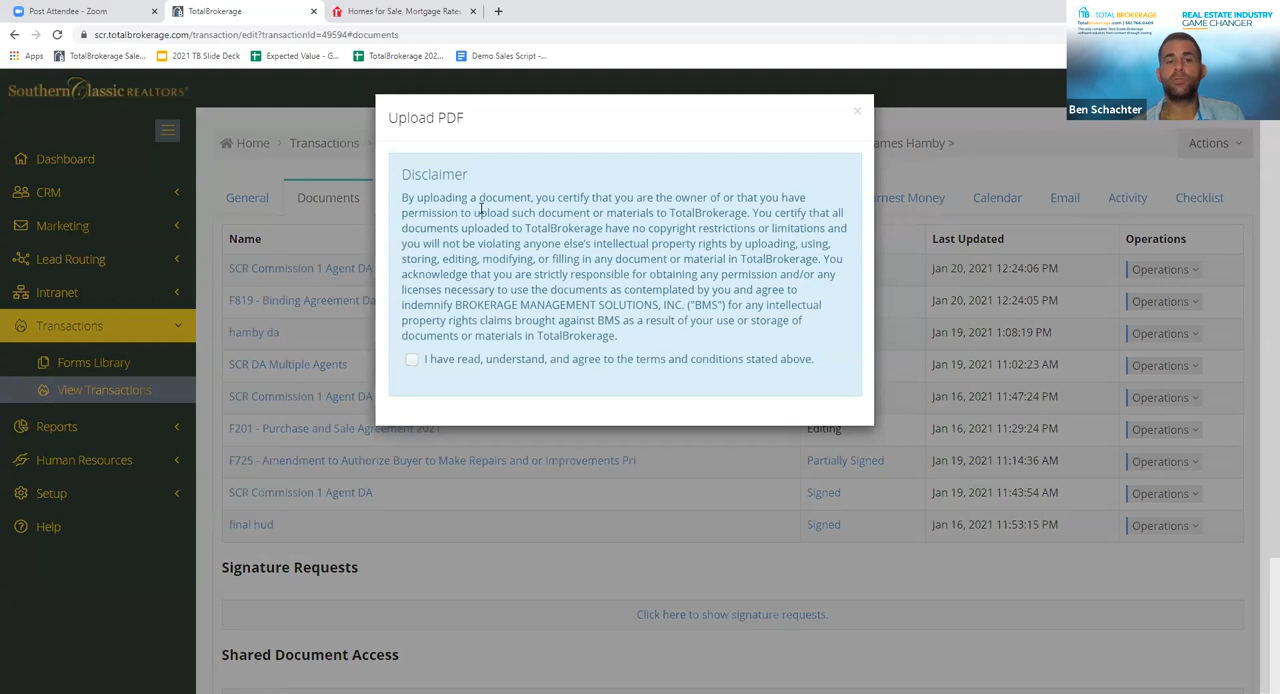 Post Attendee - Zoom
TotalBrokerage
Homes for Sale, Mortgage Rates
scr.totalbrokerage.com/transaction/edit?transactionId=49594#docum
Apps
TotalBrokerage Sale...
2021 TB Slide Deck
Expected Value - G...
TotalBrokerage 202...
Demo Sales Script -...
TOTAL BROKERAGE
REAL ESTATE INDUSTRY
GAME CHANGER
Ben Schachter
Southern Classic REALTORS
Dashboard
CRM
Marketing
Lead Routing
Intranet
Transactions
Forms Library
View Transactions
Reports
Human Resources
Setup
Help
Home
Transactions
ames Hamby >
Actions
General
Documents
rnest Money
Calendar
Email
Activity
Checklist
Upload PDF
×
Disclaimer
By uploading a document, you certify that you are the owner of or that you have
permission to upload such document or materials to TotalBrokerage. You certify that all
documents uploaded to TotalBrokerage have no copyright restrictions or limitations and
you will not be violating anyone else's intellectual property rights by uploading, using,
storing, editing, modifying, or filling in any document or material in TotalBrokerage. You
acknowledge that you are strictly responsible for obtaining any permission and/or any
licenses necessary to use the documents as contemplated by you and agree to
indemnify BROKERAGE MANAGEMENT SOLUTIONS, INC. ("BMS") for any intellectual
property rights claims brought against BMS as a result of your use or storage of
documents or materials in TotalBrokerage.
I have read, understand, and agree to the terms and conditions stated above.
Name
Last Updated
Operations
SCR Commission 1 Agent DA
Jan 20, 2021 12:24:06 PM
Operations
F819 - Binding Agreement Da
Jan 20, 2021 12:24:05 PM
Operations
hamby da
Jan 19, 2021 1:08:19 PM
Operations
SCR DA Multiple Agents
Jan 19, 2021 11:02:23 AM
Operations
SCR Commission 1 Agent DA
Jan 16, 2021 11:47:24 PM
Operations
F201 - Purchase and Sale Agreement 2021
Editing
Jan 16, 2021 11:29:24 PM
Operations
F725 - Amendment to Authorize Buyer to Make Repairs and or Improvements Pri
Partially Signed
Jan 19, 2021 11:14:36 AM
Operations
SCR Commission 1 Agent DA
Signed
Jan 19, 2021 11:43:54 AM
Operations
final hud
Signed
Jan 16, 2021 11:53:15 PM
Operations
Signature Requests
Click here to show signature requests.
Shared Document Access